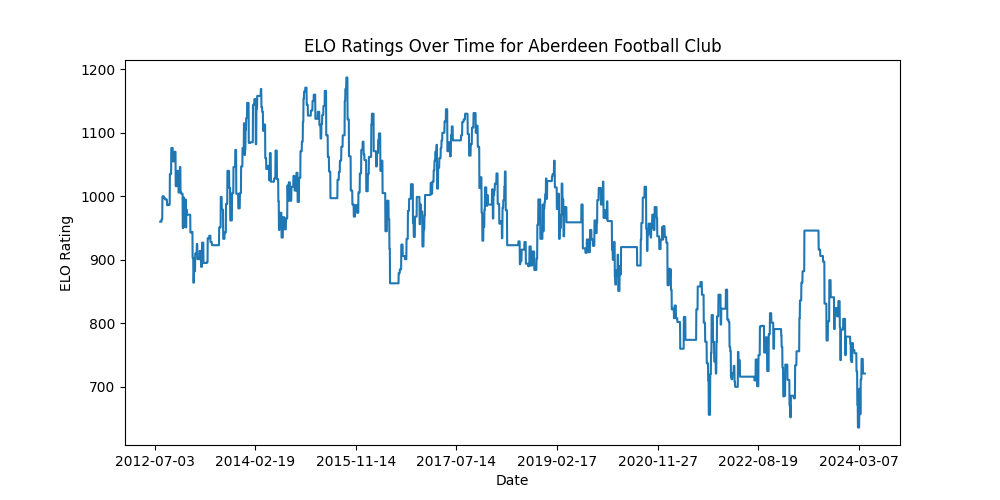 ELO Ratings Over Time for Aberdeen Football Club
1200
1100
1000
900
800
700
ELO Rating
2012-07-03 2014-02-19 2015-11-14 2017-07-14 2019-02-17 2020-11-27 2022-08-19 2024-03-07
Date